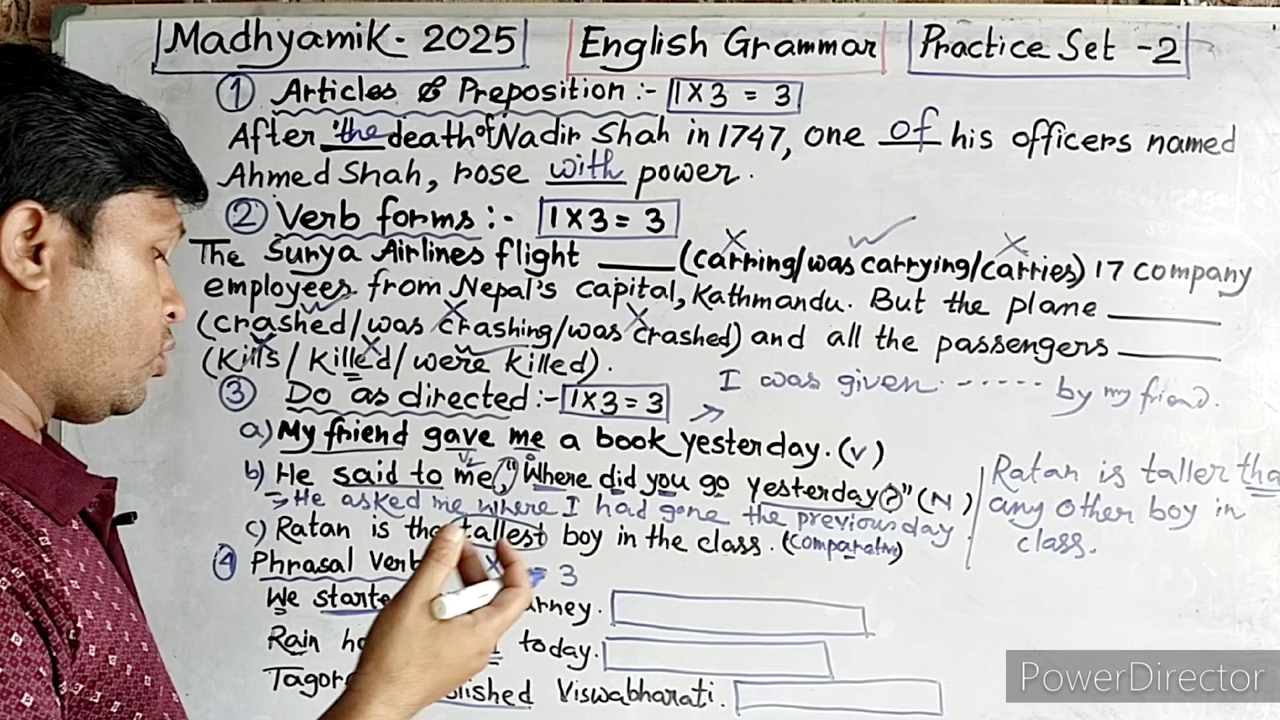 Madhyamik - 2025 English Grammar Practice Set -2
① Articles & Preposition :- 1 X 3 = 3
After the death of Nadir Shah in 1747, one of his officers named
Ahmed Shah, rose with power.
② Verb forms :- 1 X 3 = 3
The Surya Airlines flight ____ (carring/was carrying/carries) 17 company
employees from Nepal's capital, Kathmandu. But the plane ____
(crashed/was crashing/was crashed) and all the passengers ____
(Kills/Killed/were killed).
I was given ...... by my friend.
③ Do as directed :- 1 X 3 = 3
a) My friend gave me a book yesterday. (v)
b) He said to me, "Where did you go yesterday?" (N)
⇒ He asked me where I had gone the previous day.
c) Ratan is the tallest boy in the class. (comparative)
Ratan is taller tha
any other boy in
class.
④ Phrasal Verb X = 3
We
Rain today.
Viswabharati.
PowerDirector